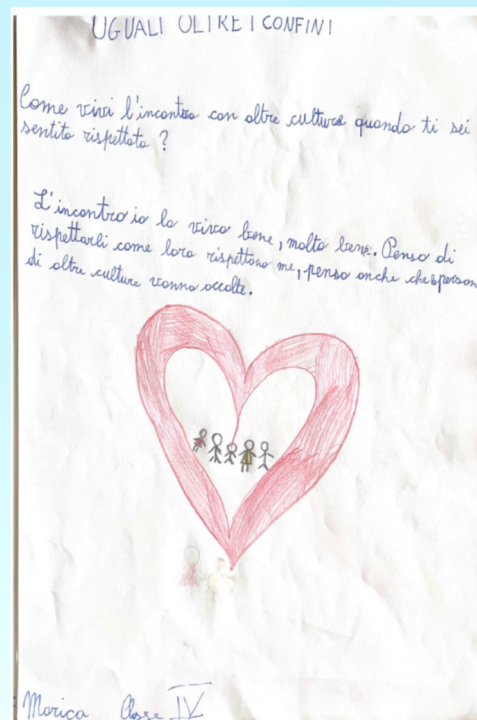 UGUALI OLTRE I CONFINI
Come vivi l'incontro con altre culture quando ti sei
sentito rispettato ?
L'incontro io lo vivo bene, molto bene. Penso di
rispettarli come loro rispettano me, penso anche che person
di altre culture vanno accolte.
Marica Classe IV